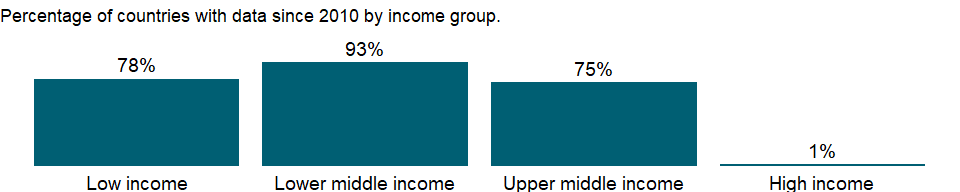 Percentage of countries with data since 2010 by income group.
93%
78%
75%
1%
Low income Lower middle income Upper middle income High income